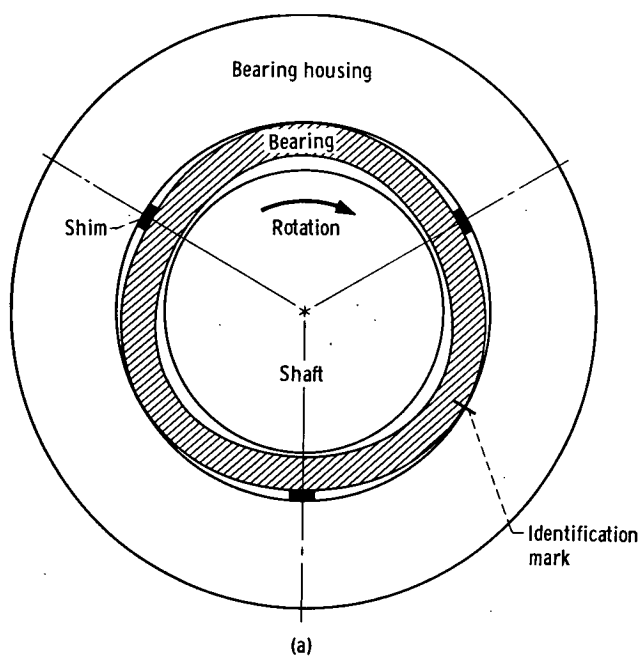 Bearing housing
Bearing
Shim
Rotation
Shaft
Identification
mark
(a)